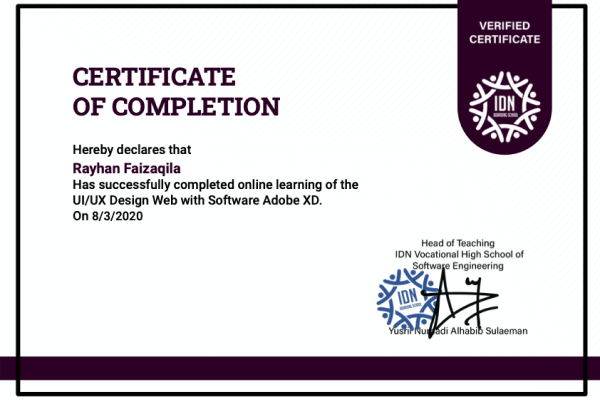 VERIFIED
CERTIFICATE
IDN
BOARDING SCHOOL
CERTIFICATE
OF COMPLETION
Hereby declares that
Rayhan Faizaqila
Has successfully completed online learning of the
UI/UX Design Web with Software Adobe XD.
On 8/3/2020
Head of Teaching
IDN Vocational High School of
Software Engineering
IDN
BOARDING SCHOOL
Yusril Nurhadi Alhabib Sulaeman